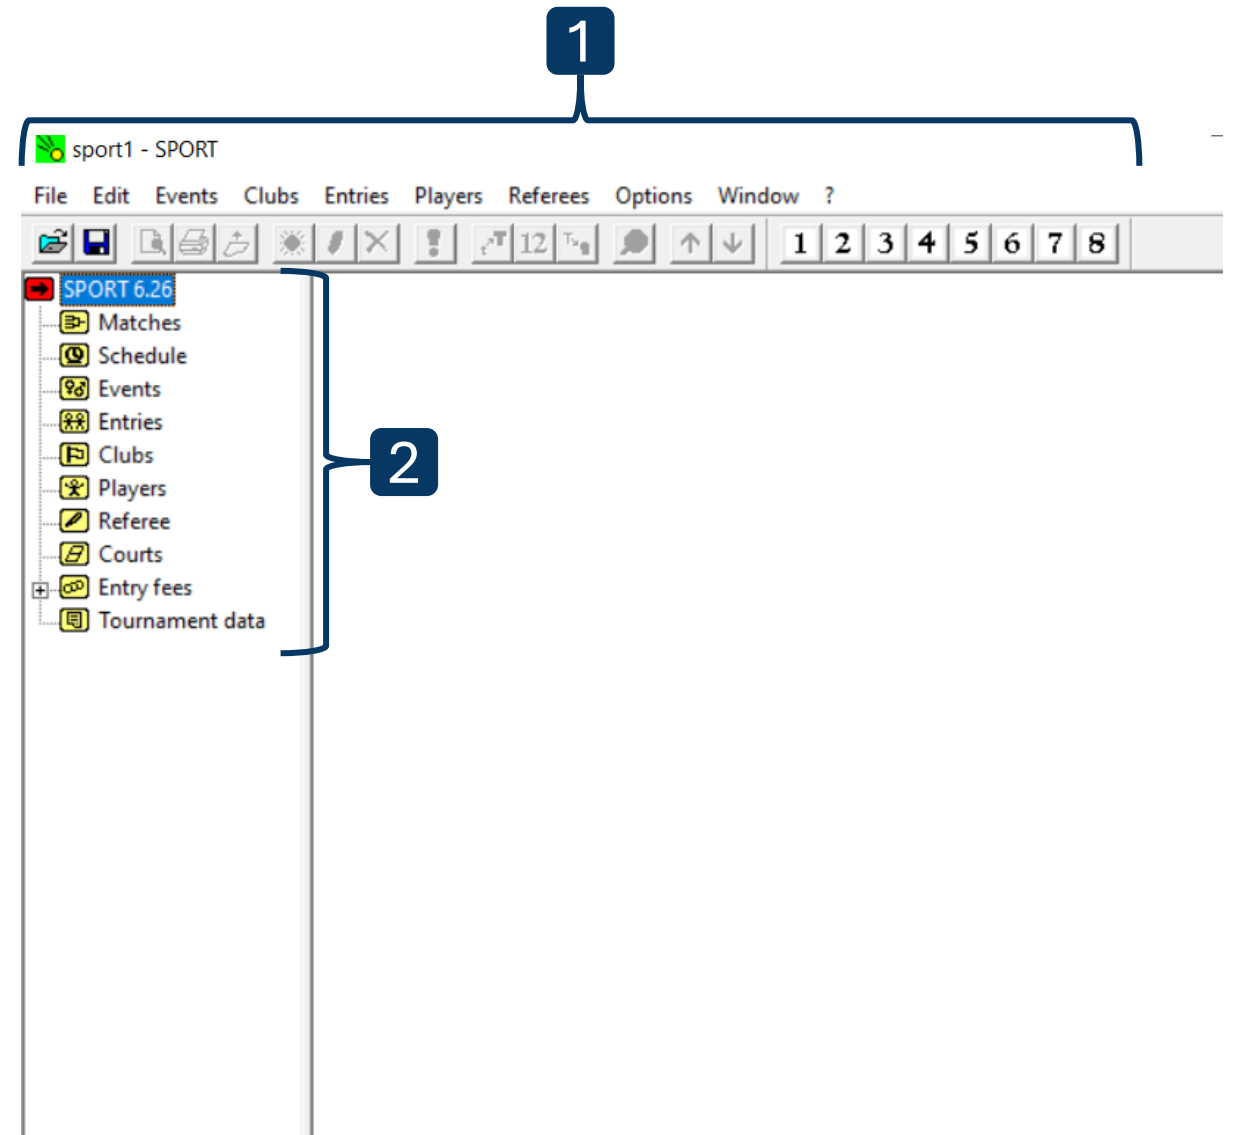 1
sport1 - SPORT
File Edit Events Clubs Entries Players Referees Options Window ?
12 1 2 3 4 5 6 7 8
SPORT 6.26
Matches
Schedule
Events
Entries
Clubs
2
Players
Referee
Courts
Entry fees
Tournament data